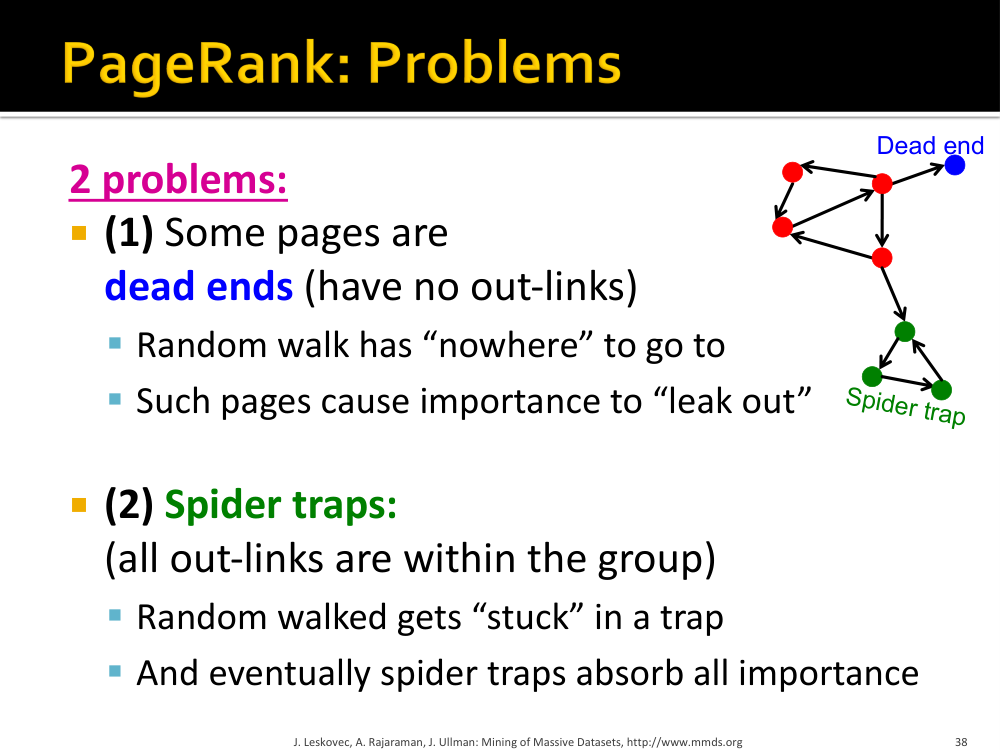 PageRank: Problems
Dead end
2 problems:
(1) Some pages are
dead ends (have no out-links)
Random walk has “nowhere” to go to
Such pages cause importance to “leak out”
Spider trap
(2) Spider traps:
(all out-links are within the group)
Random walked gets “stuck” in a trap
And eventually spider traps absorb all importance
J. Leskovec, A. Rajaraman, J. Ullman: Mining of Massive Datasets, http://www.mmds.org
38